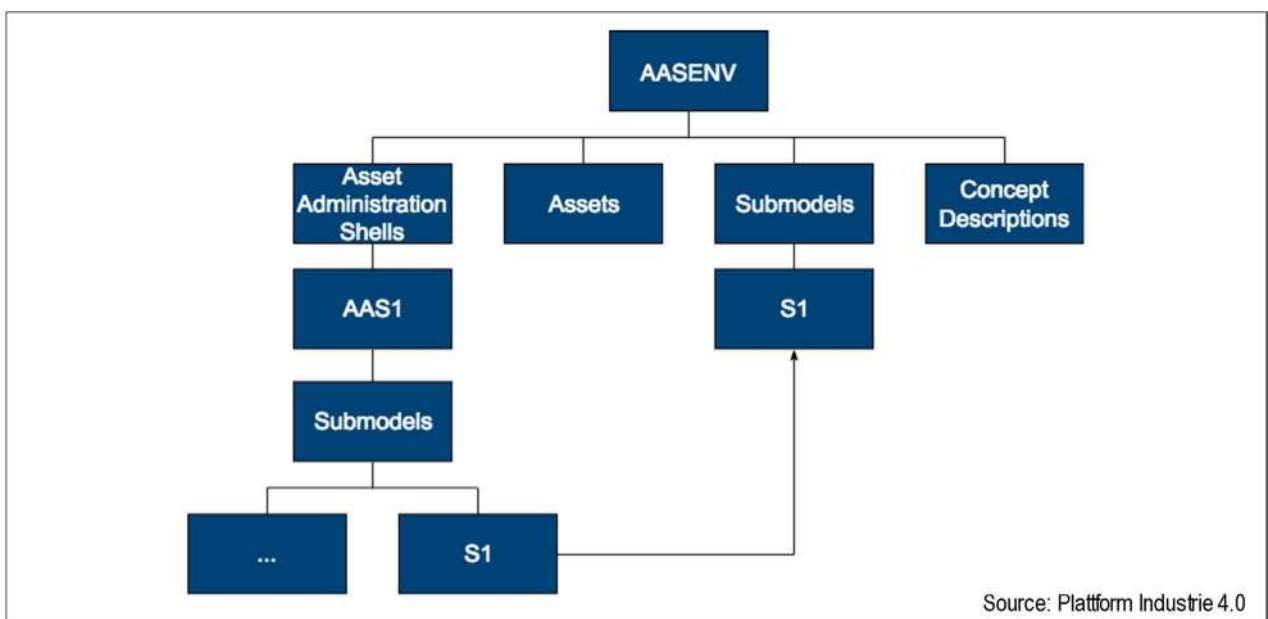 AASENV
Asset
Administration
Shells
Assets
Submodels
Concept
Descriptions
AAS1
S1
Submodels
...
S1
Source: Plattform Industrie 4.0